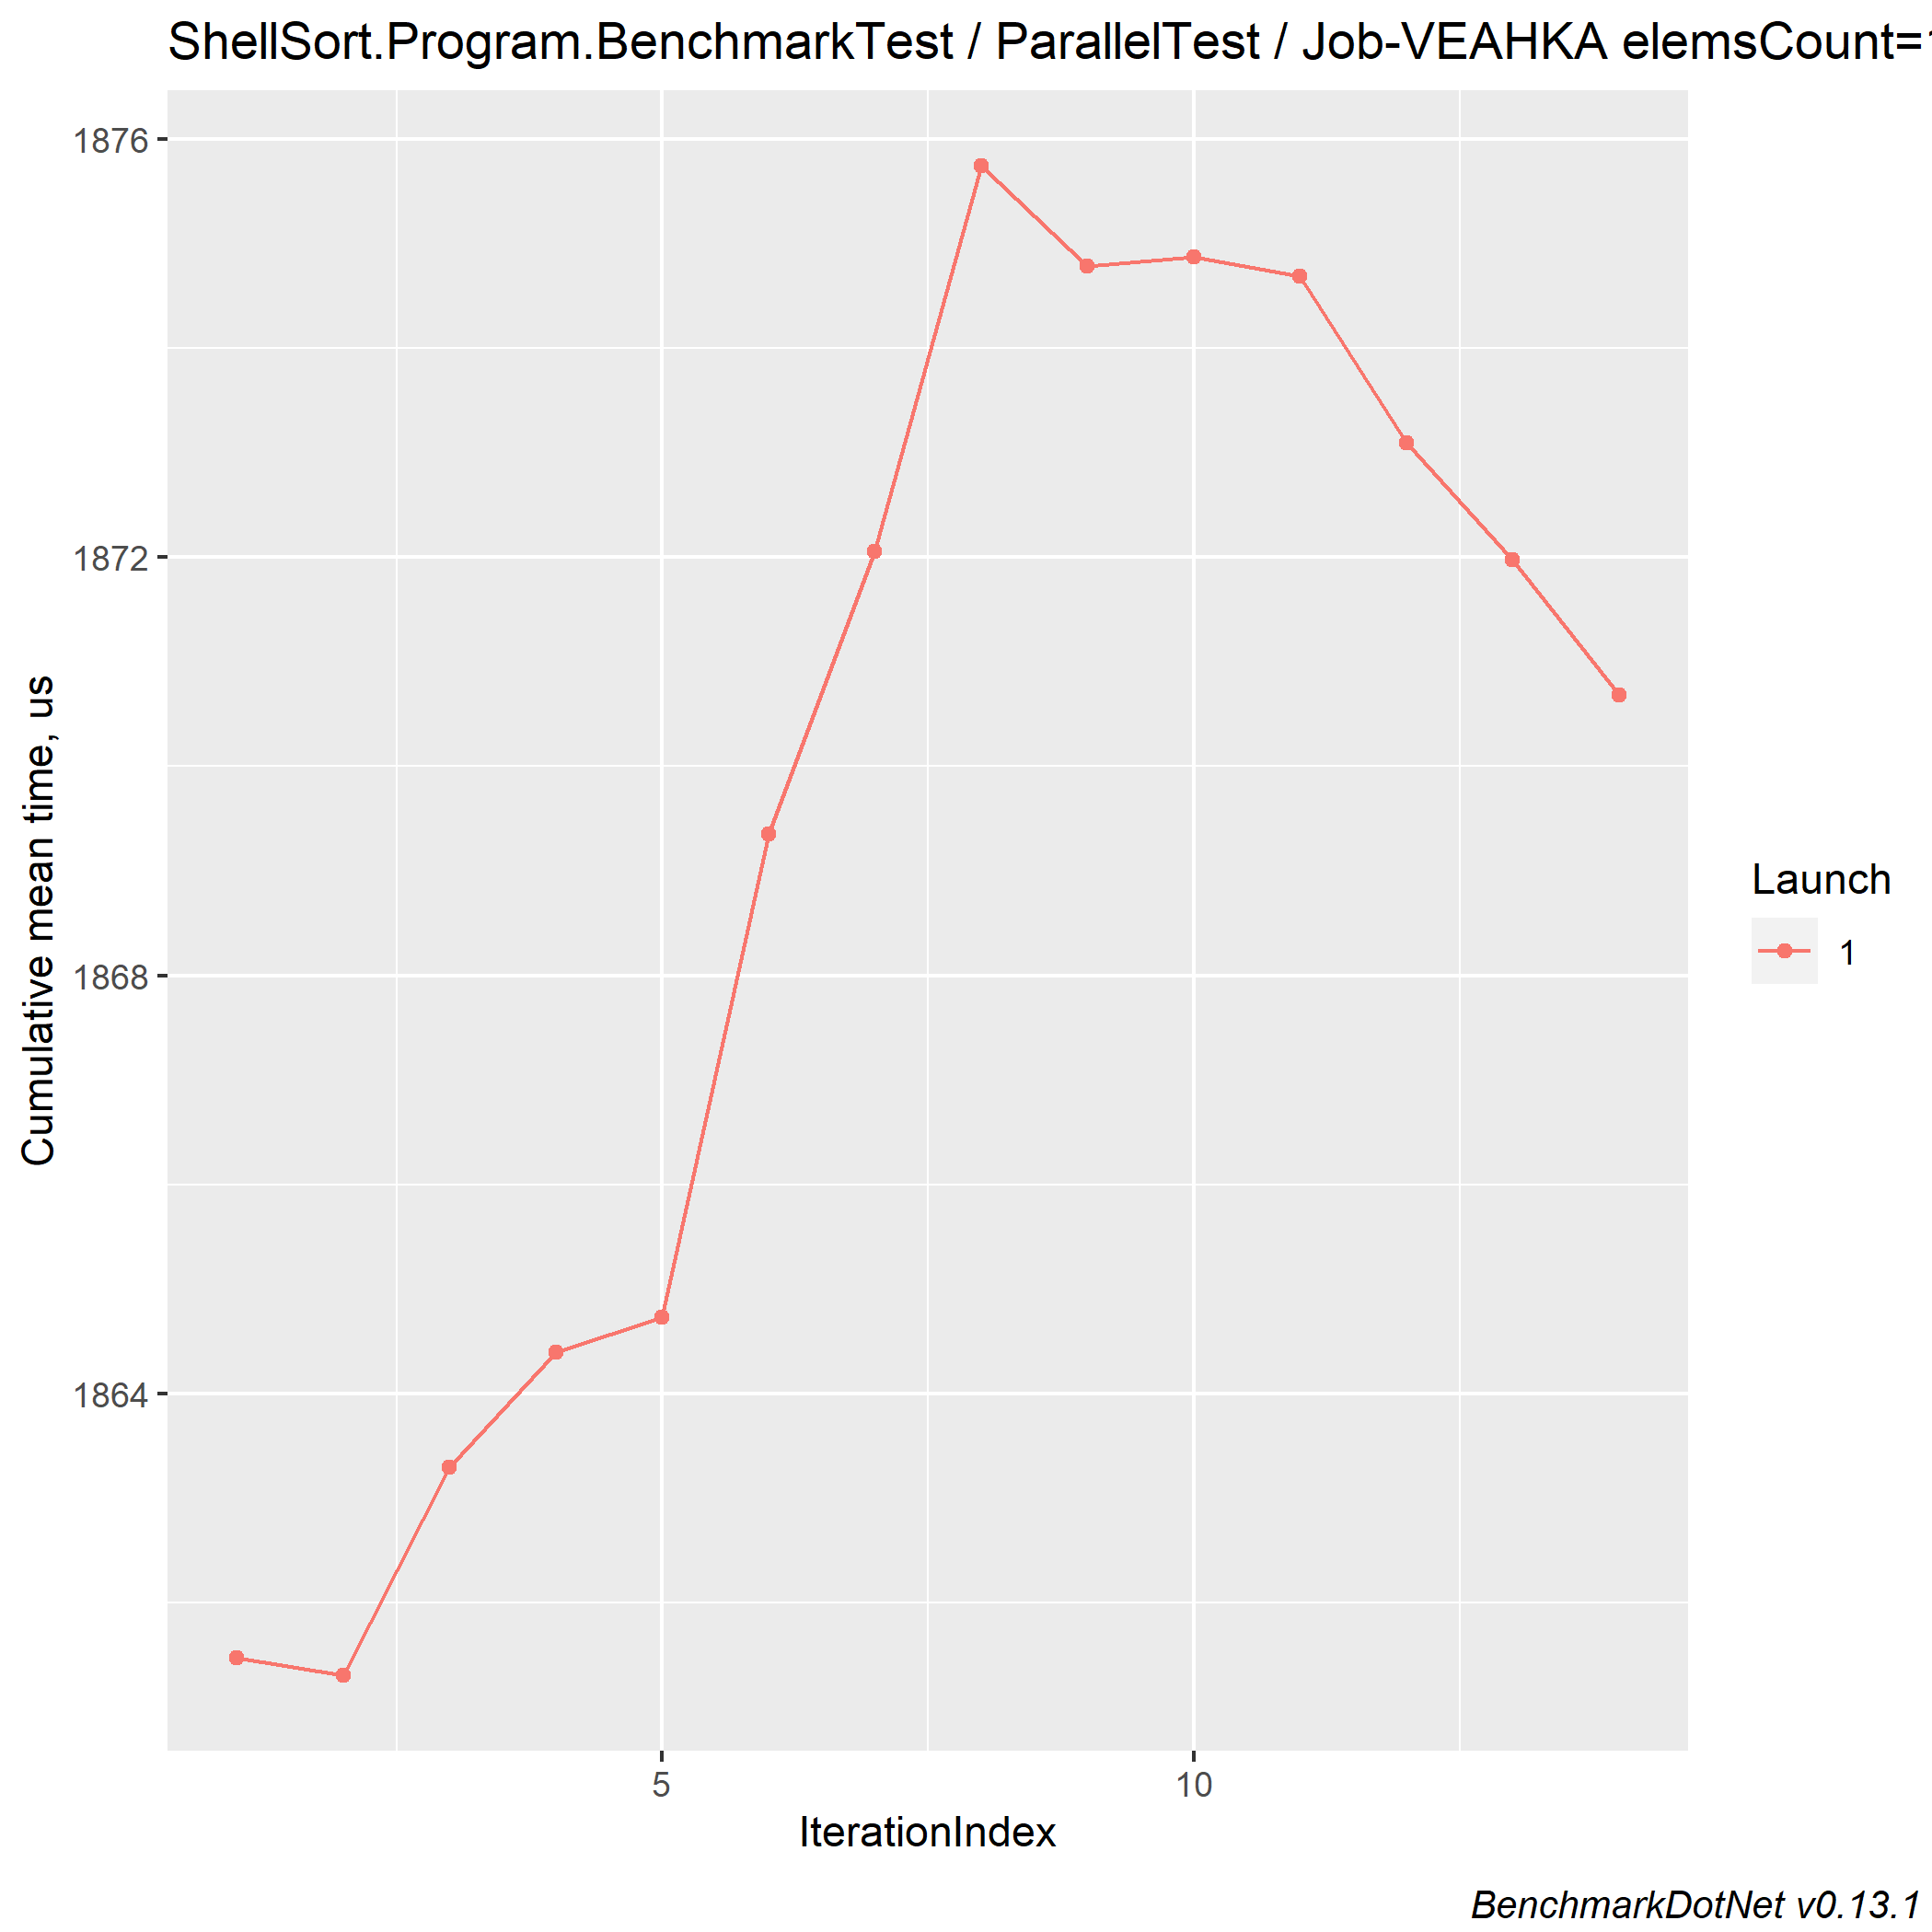 ShellSort.Program.BenchmarkTest / ParallelTest / Job-VEAHKA elemsCount=
1876
1872
1868
1864
Cumulative mean time, us
5
10
IterationIndex
Launch
1
BenchmarkDotNet v0.13.1